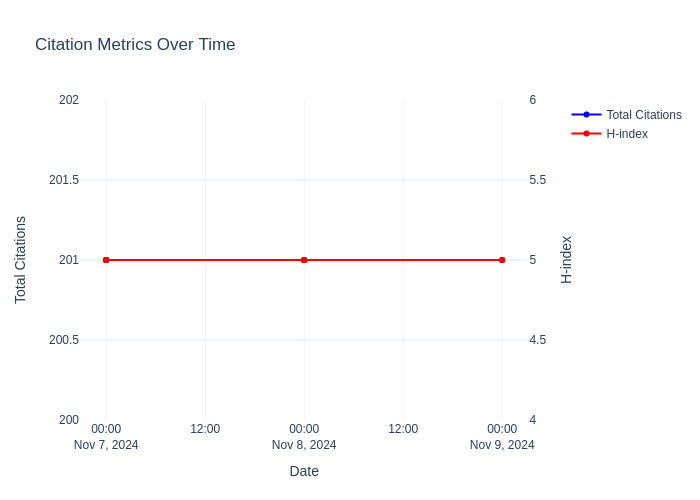 Citation Metrics Over Time
Total Citations
H-index
202
201.5
201
200.5
200
Total Citations
6
5.5
5
4.5
4
H-index
00:00
Nov 7, 2024
12:00
00:00
Nov 8, 2024
12:00
00:00
Nov 9, 2024
Date